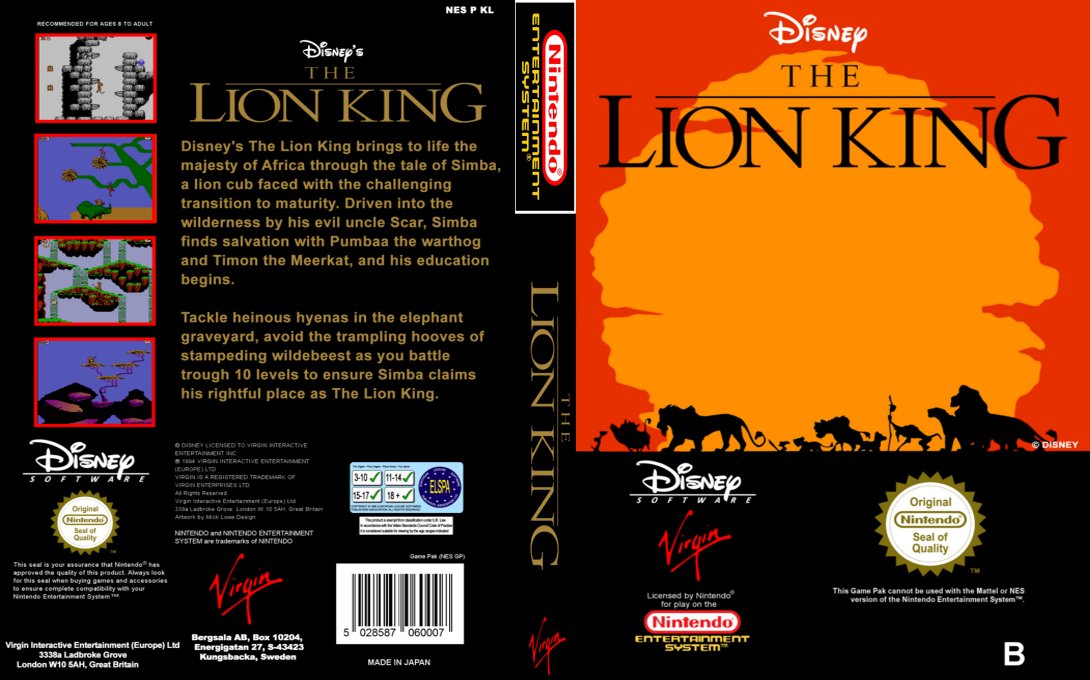 NES P KL
RECOMMENDED FOR AGES 8 TO ADULT
Disney's
THE
LION KING
Disney's The Lion King brings to life the
majesty of Africa through the tale of Simba,
a lion cub faced with the challenging
transition to maturity. Driven into the
wilderness by his evil uncle Scar, Simba
finds salvation with Pumbaa the warthog
and Timon the Meerkat, and his education
begins.
Tackle heinous hyenas in the elephant
graveyard, avoid the trampling hooves of
stampeding wildebeest as you battle
trough 10 levels to ensure Simba claims
his rightful place as The Lion King.
Disney
SOFTWARE
Original
Nintendo
Seal of
Quality
TM
This seal is your assurance that Nintendo® has
approved the quality of this product. Always look
for this seal when buying games and accessories
to ensure complete compatibility with your
Nintendo Entertainment System™
Virgin Interactive Entertainment (Europe) Ltd
3338a Ladbroke Grove
London W10 5AH, Great Britain
© DISNEY LICENSED TO VIRGIN INTERACTIVE
ENTERTAINMENT INC
® 1994 VIRGIN INTERACTIVE ENTERTAINMENT
(EUROPE) LTD
VIRGIN IS A REGISTERED TRADEMARK OF
VIRGIN ENTERPRISES LTD
All Rights Reserved.
Virgin Interactive Entertainment (Europe) Ltd
338a Ladbroke Grove. London W 10 5AH. Great Britain
Artwork by Mick Lowe Design
NINTENDO and NINTENDO ENTERTAINMENT
SYSTEM are trademarks of NINTENDO
Virgin
Bergsala AB, Box 10204,
Energigatan 27, S-43423
Kungsbacka, Sweden
3-10
11-14
15-17
18 +
ELSPA
This product is exempt from classification under U.K. Law
Game Pak (NES GP)
5 028587 060007
MADE IN JAPAN
Nintendo®
ENTERTAINMENT
SYSTEM®
THE
LION KING
Virgin
Disney
THE
LION KING
© DISNEY
Disney
SOFTWARE
Virgin
Licensed by Nintendo®
for play on the
Nintendo
ENTERTAINMENT
SYSTEM™
Original
Nintendo
Seal of
Quality
TM
This Game Pak cannot be used with the Mattel or NES
version of the Nintendo Entertainment System™.
B